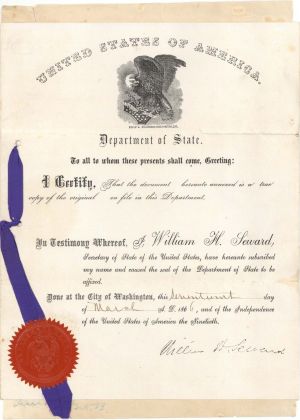 UNITED STATES OF AMERICA.
Department of State.
To all to whom these presents shall come, Greeting:
I Certify, That the document hereunto annexed is a true
copy of the original on file in this Department.
In Testimony Whereof, I William H. Seward,
Secretary of State of the United States, have hereunto subscribed
my name and caused the seal of the Department of State to be
affixed.
Done at the City of Washington, this Seventeenth day
of March A. D. 1866, and of the Independence
of the United States of America the Ninetieth.
William H. Seward